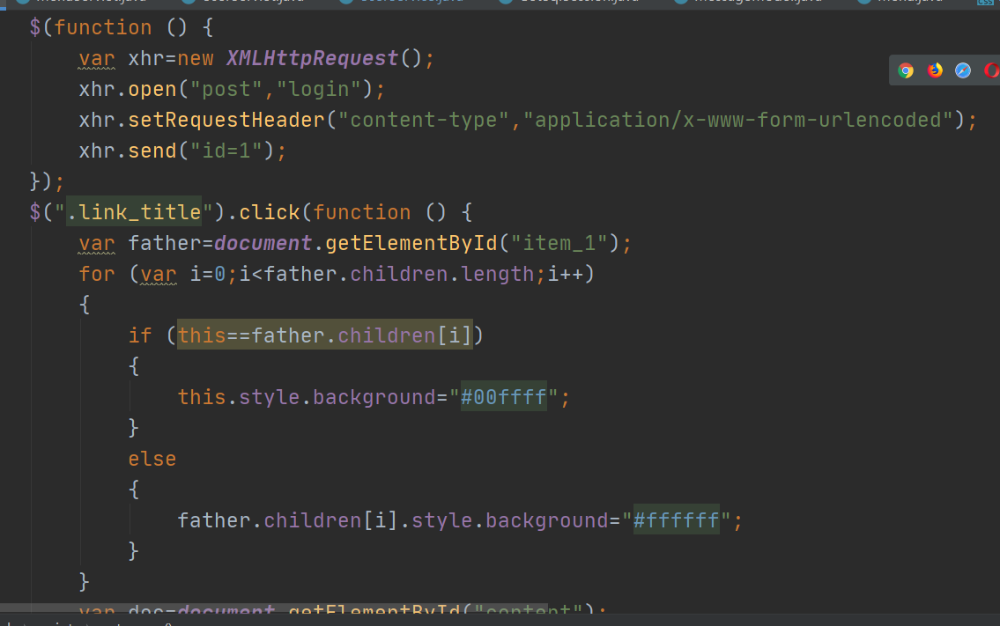 $(function () {
var xhr=new XMLHttpRequest();
xhr.open("post","login");
xhr.setRequestHeader("content-type","application/x-www-form-urlencoded");
xhr.send("id=1");
});
$(".link_title").click(function () {
var father=document.getElementById("item_1");
for (var i=0;i<father.children.length;i++)
{
if (this==father.children[i])
{
this.style.background="#00ffff";
}
else
{
father.children[i].style.background="#ffffff";
}
}
var doc=document.getElementById("content");